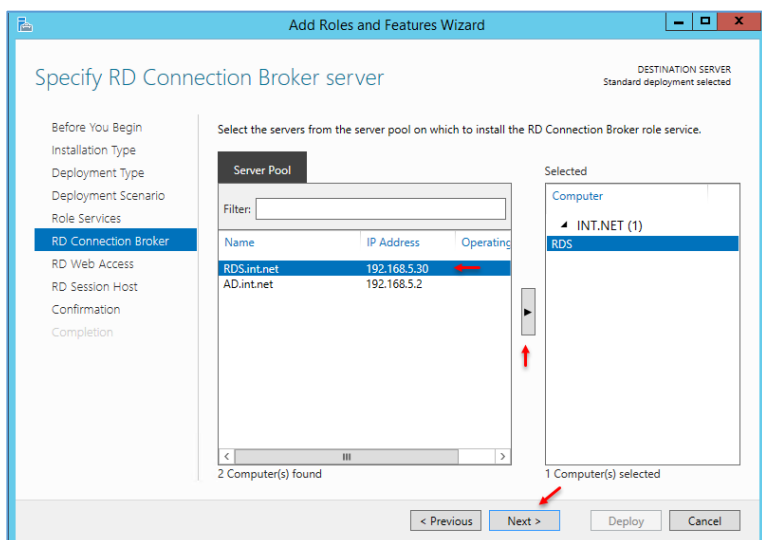 Add Roles and Features Wizard
Specify RD Connection Broker server
DESTINATION SERVER
Standard deployment selected
Before You Begin
Installation Type
Deployment Type
Deployment Scenario
Role Services
RD Connection Broker
RD Web Access
RD Session Host
Confirmation
Completion
Select the servers from the server pool on which to install the RD Connection Broker role service.
Server Pool
Filter:
Name IP Address Operating
RDS.int.net 192.168.5.30
AD.int.net 192.168.5.2
2 Computer(s) found
Selected
Computer
INT.NET (1)
RDS
1 Computer(s) selected
< Previous Next > Deploy Cancel